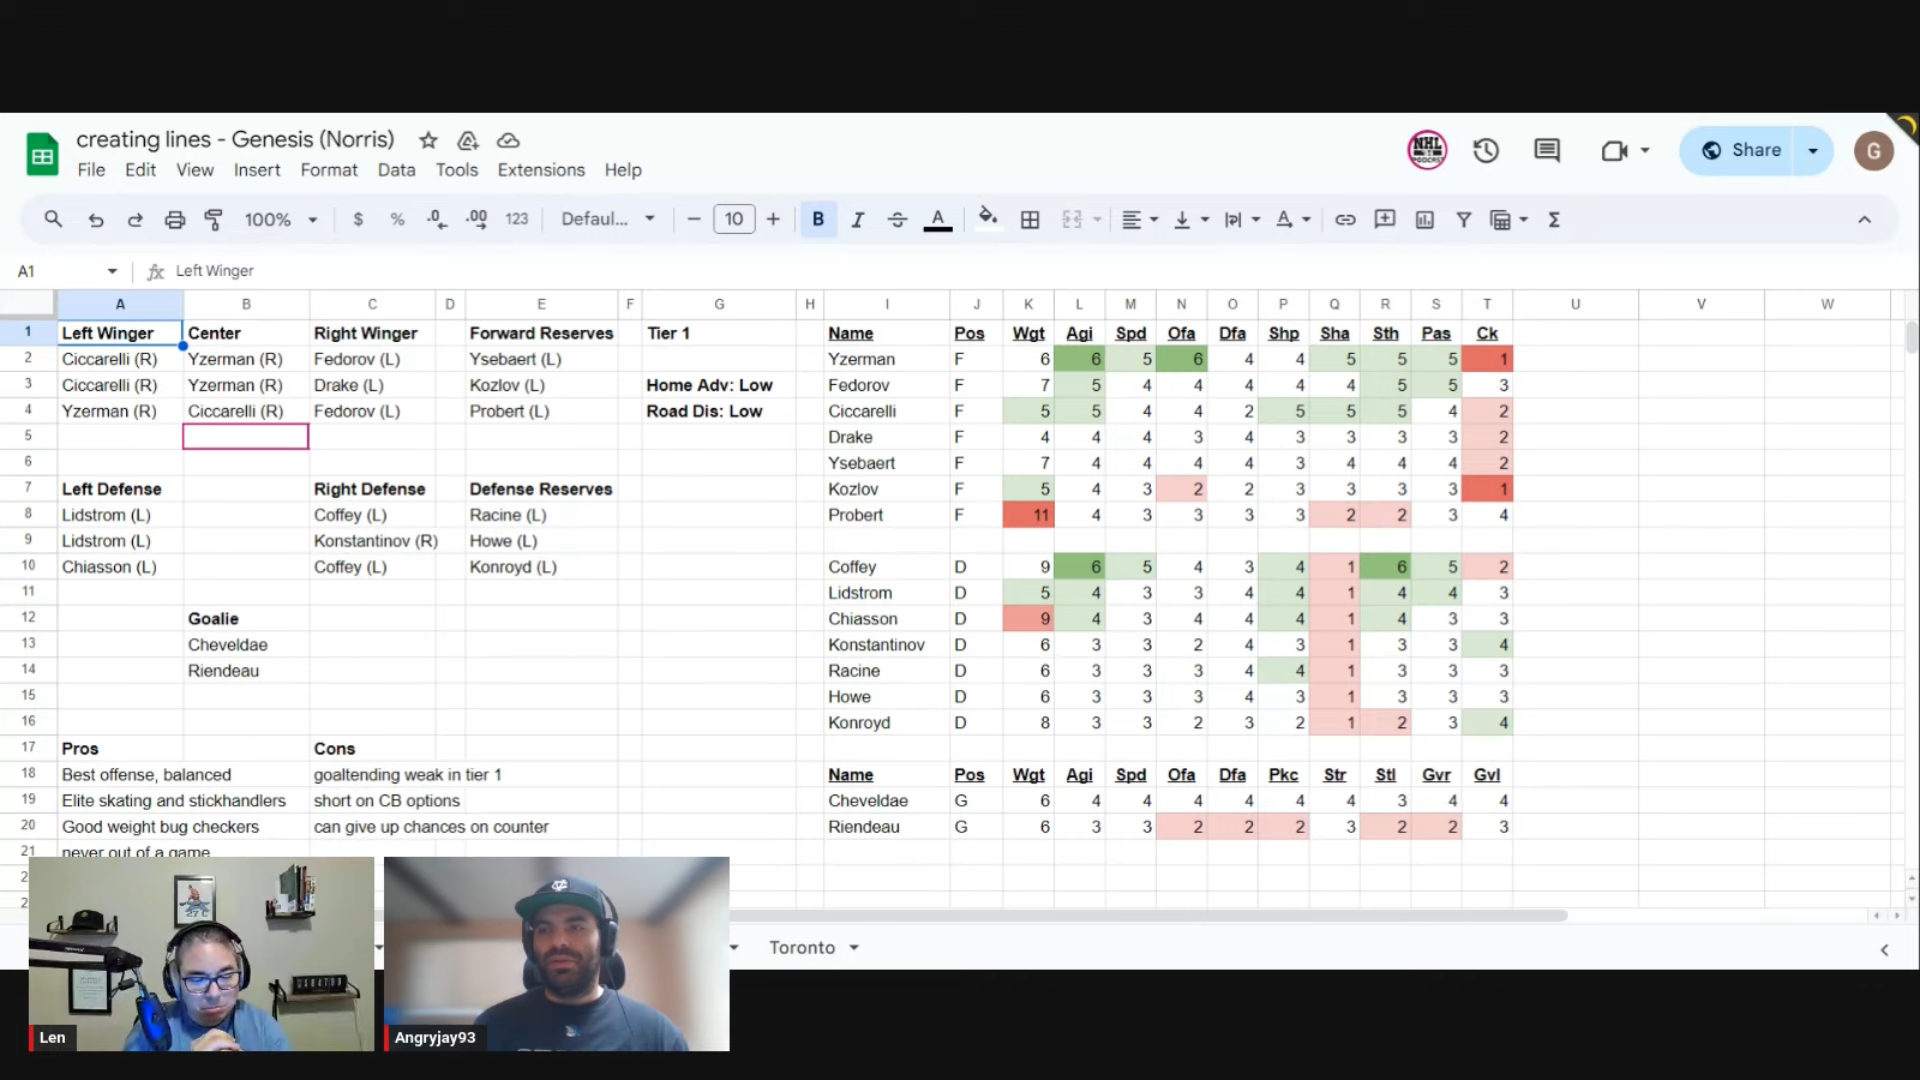 creating lines - Genesis (Norris)
File Edit View Insert Format Data Tools Extensions Help
NHL PODCAST
Share
G
100% $ % .0 .00 123 Defaul... 10 B I A
A1 fx Left Winger
A B C D E F G H I J K L M N O P Q R S T U V W
1 Left Winger Center Right Winger Forward Reserves Tier 1 Name Pos Wgt Agi Spd Ofa Dfa Shp Sha Sth Pas Ck
2 Ciccarelli (R) Yzerman (R) Fedorov (L) Ysebaert (L) Yzerman F 6 6 5 6 4 4 5 5 5 1
3 Ciccarelli (R) Yzerman (R) Drake (L) Kozlov (L) Home Adv: Low Fedorov F 7 5 4 4 4 4 4 5 5 3
4 Yzerman (R) Ciccarelli (R) Fedorov (L) Probert (L) Road Dis: Low Ciccarelli F 5 5 4 4 2 5 5 5 4 2
5 Drake F 4 4 4 3 4 3 3 3 3 2
6 Ysebaert F 7 4 4 4 4 3 4 4 4 2
7 Left Defense Right Defense Defense Reserves Kozlov F 5 4 3 2 2 3 3 3 3 1
8 Lidstrom (L) Coffey (L) Racine (L) Probert F 11 4 3 3 3 3 2 2 3 4
9 Lidstrom (L) Konstantinov (R) Howe (L)
10 Chiasson (L) Coffey (L) Konroyd (L) Coffey D 9 6 5 4 3 4 1 6 5 2
11 Lidstrom D 5 4 3 3 4 4 1 4 4 3
12 Goalie Chiasson D 9 4 3 4 4 4 1 4 3 3
13 Cheveldae Konstantinov D 6 3 3 2 4 3 1 3 3 4
14 Riendeau Racine D 6 3 3 3 4 4 1 3 3 3
15 Howe D 6 3 3 3 4 3 1 3 3 3
16 Konroyd D 8 3 3 2 3 2 1 2 3 4
17 Pros Cons
18 Best offense, balanced goaltending weak in tier 1 Name Pos Wgt Agi Spd Ofa Dfa Pkc Str Stl Gvr Gvl
19 Elite skating and stickhandlers short on CB options Cheveldae G 6 4 4 4 4 4 4 3 4 4
20 Good weight bug checkers can give up chances on counter Riendeau G 6 3 3 2 2 2 3 2 2 3
21 never out of a game
Toronto
Len
Angryjay93